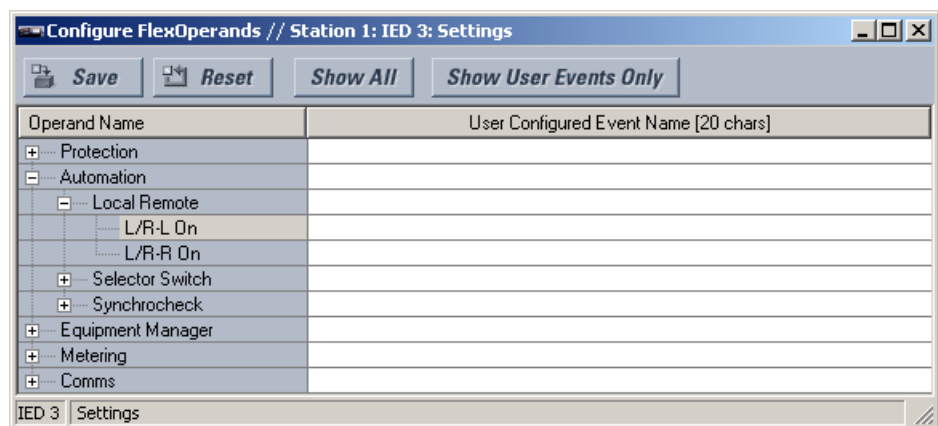 Configure FlexOperands // Station 1: IED 3: Settings
Save Reset Show All Show User Events Only
Operand Name User Configured Event Name [20 chars]
Protection
Automation
Local Remote
L/R-L On
L/R-R On
Selector Switch
Synchrocheck
Equipment Manager
Metering
Comms
IED 3 Settings